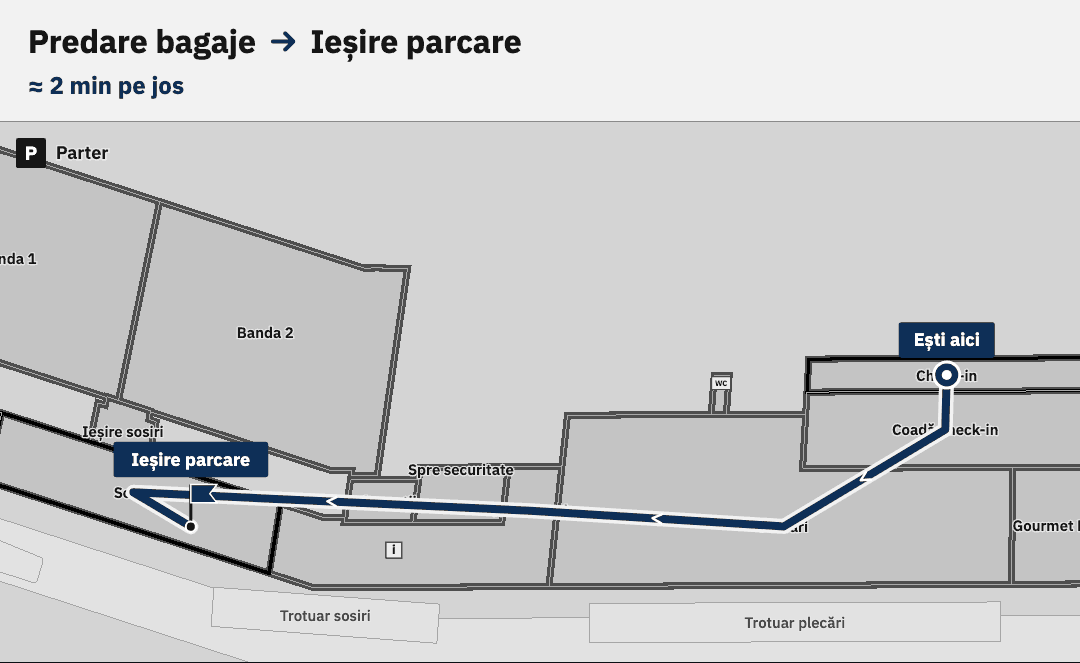 Predare bagaje → Ieșire parcare
≈ 2 min pe jos
P Parter
Banda 2
wc
Ești aici
Ieșire sosiri
Ieșire parcare
Spre securitate
i
Trotuar sosiri
Trotuar plecări
Gourmet